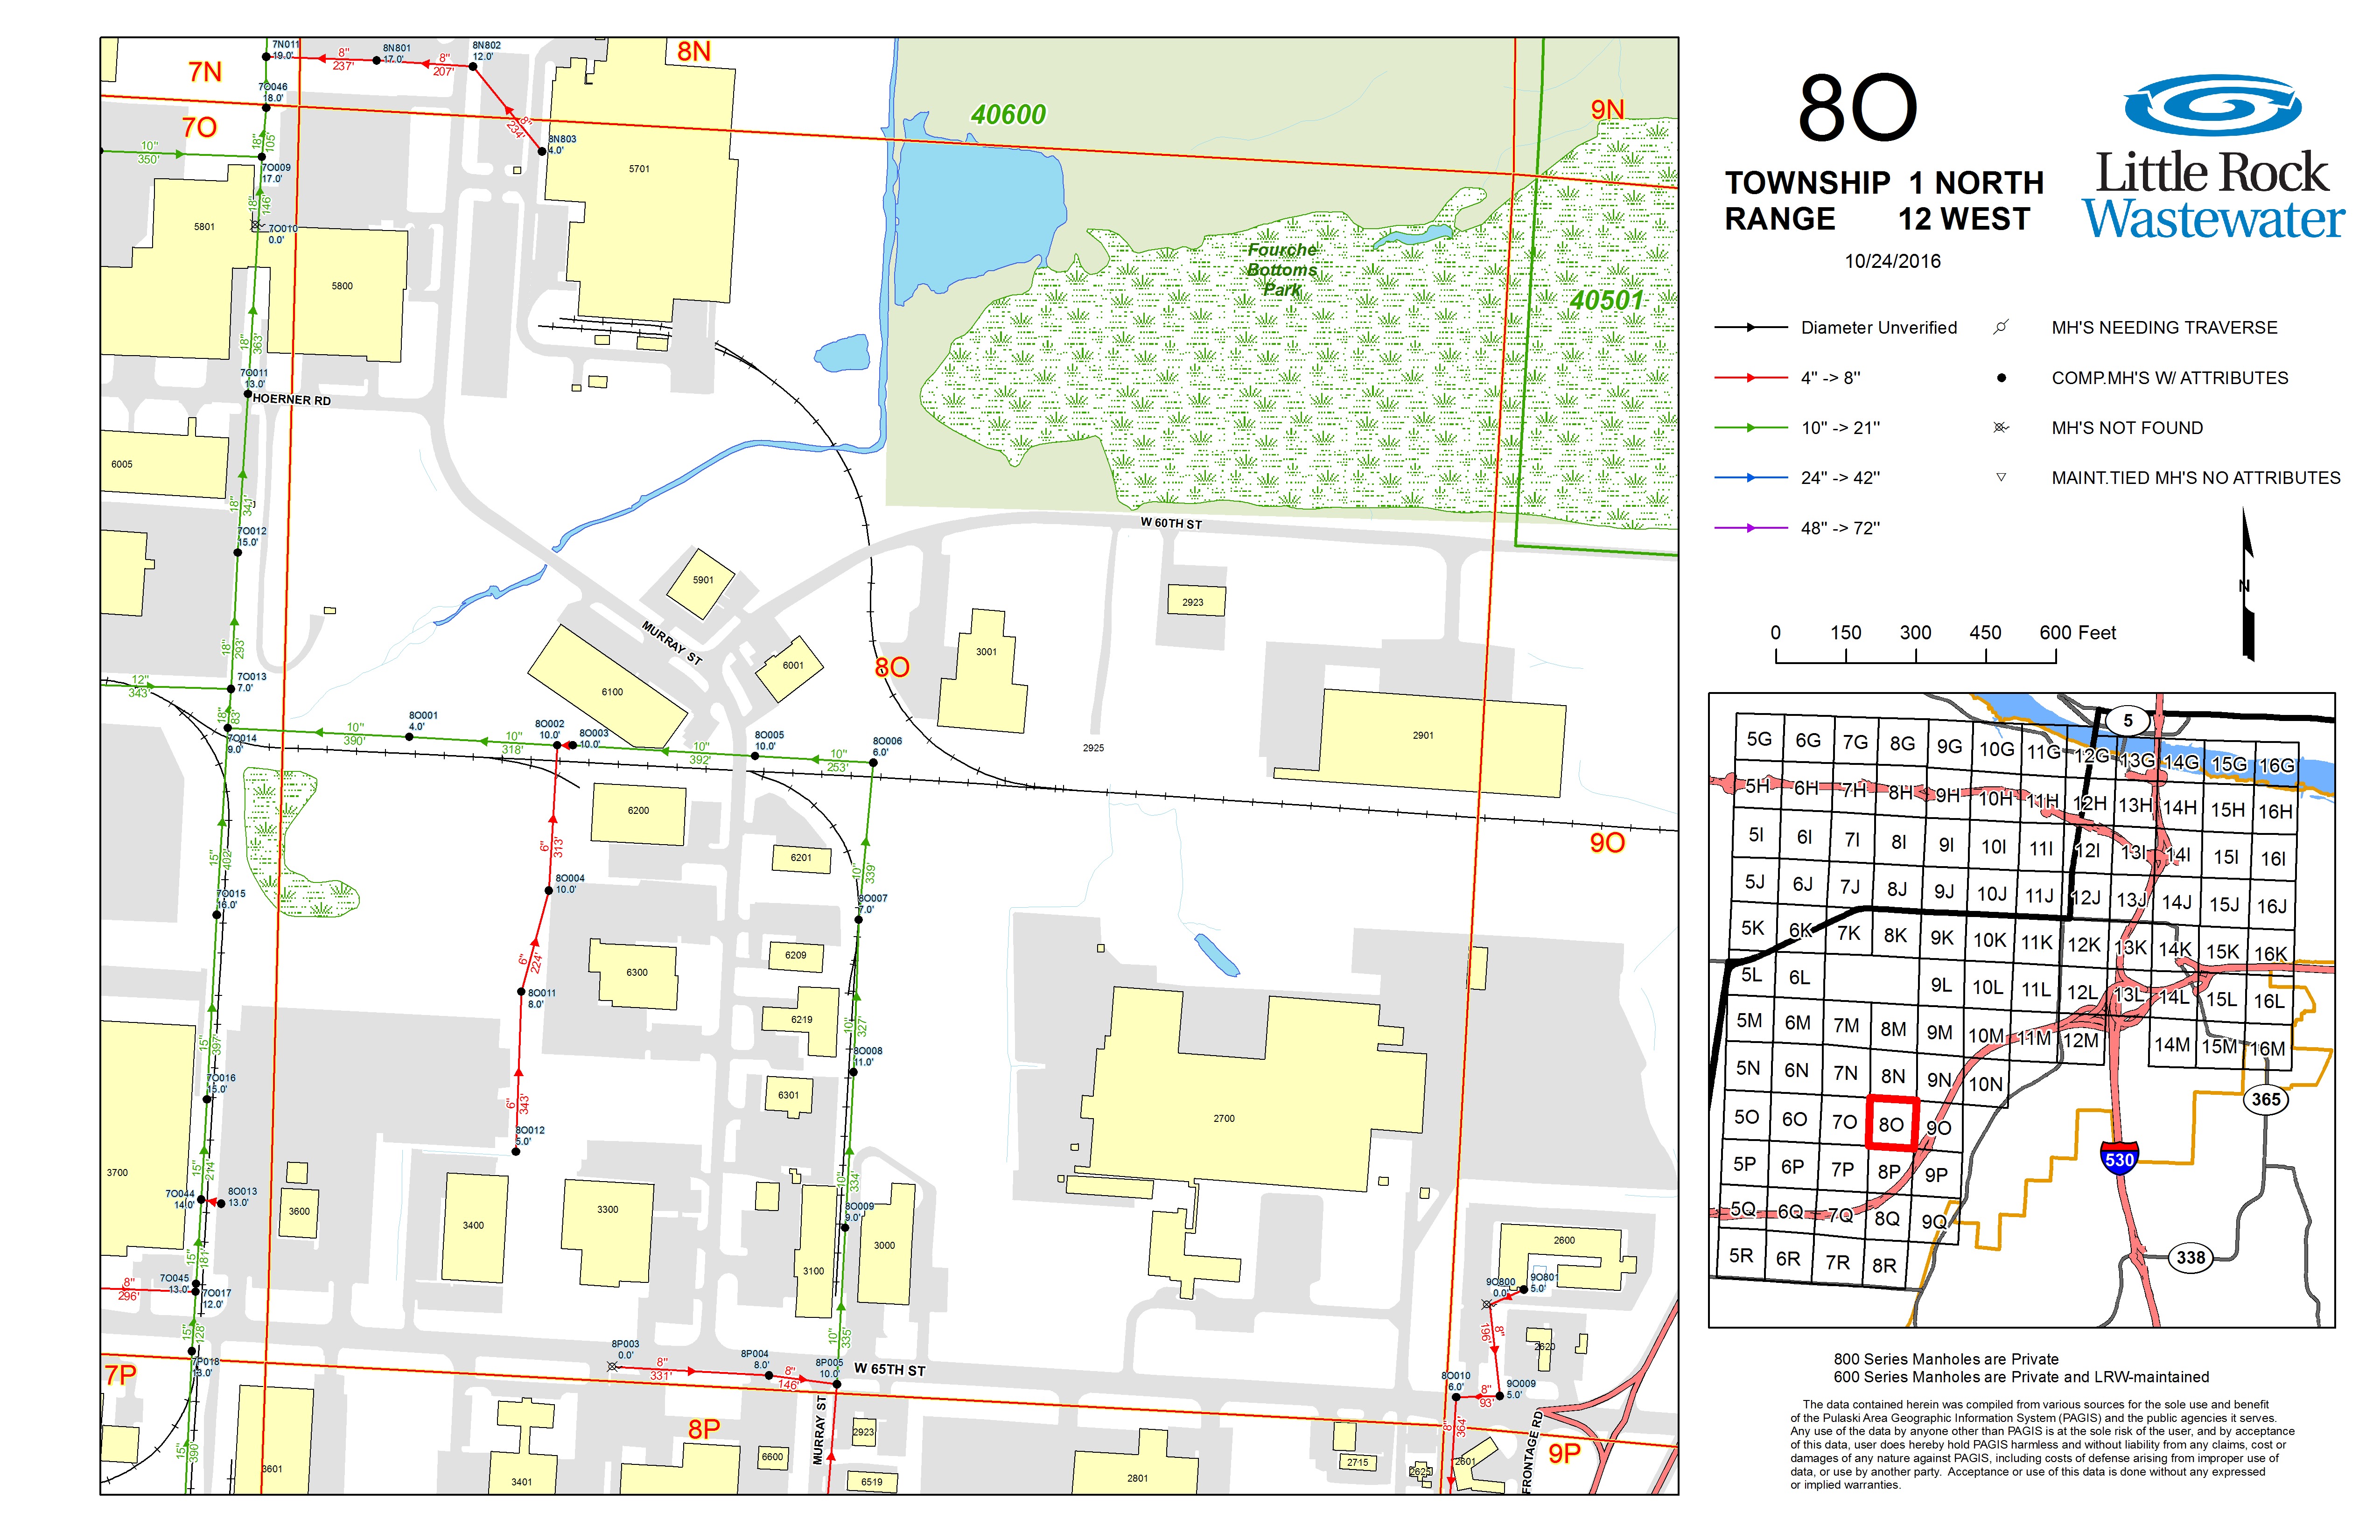 8O
TOWNSHIP 1 NORTH
RANGE 12 WEST
10/24/2016
Little Rock
Wastewater
Diameter Unverified
4" -> 8"
10" -> 21"
24" -> 42"
48" -> 72"
MH'S NEEDING TRAVERSE
COMP.MH'S W/ ATTRIBUTES
MH'S NOT FOUND
MAINT.TIED MH'S NO ATTRIBUTES
N
0 150 300 450 600 Feet
7N
8N
9N
7O
8O
9O
7P
8P
9P
40600
40501
Fourche
Bottoms
Park
HOERNER RD
W 60TH ST
MURRAY ST
W 65TH ST
MURRAY ST
FRONTAGE RD
7N011
19.0'
8"
237'
8N801
17.0'
8"
207'
8N802
12.0'
8"
234'
8N803
4.0'
7O046
18.0'
18"
105'
10"
350'
7O009
17.0'
18"
146'
7O010
0.0'
18"
363'
7O011
13.0'
18"
341'
7O012
15.0'
18"
293'
12"
343'
7O013
7.0'
18"
83'
7O014
9.0'
10"
390'
8O001
4.0'
10"
318'
8O002
10.0'
8O003
10.0'
10"
392'
8O005
10.0'
10"
253'
8O006
6.0'
15"
402'
7O015
16.0'
15"
397'
7O016
15.0'
15"
214'
7O044
14.0'
8O013
13.0'
15"
181'
7O045
13.0'
8"
296'
7O017
12.0'
15"
128'
7P018
13.0'
15"
390'
6"
313'
8O004
10.0'
6"
224'
8O011
8.0'
6"
343'
8O012
5.0'
10"
339'
8O007
7.0'
10"
327'
8O008
11.0'
10"
334'
8O009
9.0'
10"
335'
8P003
0.0'
8"
331'
8P004
8.0'
8"
146'
8P005
10.0'
9O800
0.0'
9O801
5.0'
8"
196'
8O010
6.0'
8"
93'
9O009
5.0'
8"
364'
5701
5801
5800
6005
5901
6001
6100
3001
2923
2925
2901
6200
6201
6209
6300
6219
6301
2700
3700
3600
3400
3300
3100
3000
2600
2620
3601
3401
6600
2923
6519
2801
2715
2625
2601
5
5G 6G 7G 8G 9G 10G 11G 12G 13G 14G 15G 16G
5H 6H 7H 8H 9H 10H 11H 12H 13H 14H 15H 16H
5I 6I 7I 8I 9I 10I 11I 12I 13I 14I 15I 16I
5J 6J 7J 8J 9J 10J 11J 12J 13J 14J 15J 16J
5K 6K 7K 8K 9K 10K 11K 12K 13K 14K 15K 16K
5L 6L 9L 10L 11L 12L 13L 14L 15L 16L
5M 6M 7M 8M 9M 10M 11M 12M 14M 15M 16M
5N 6N 7N 8N 9N 10N
5O 6O 7O 8O 9O
5P 6P 7P 8P 9P
5Q 6Q 7Q 8Q 9Q
5R 6R 7R 8R
365
530
338
800 Series Manholes are Private
600 Series Manholes are Private and LRW-maintained
The data contained herein was compiled from various sources for the sole use and benefit
of the Pulaski Area Geographic Information System (PAGIS) and the public agencies it serves.
Any use of the data by anyone other than PAGIS is at the sole risk of the user, and by acceptance
of this data, user does hereby hold PAGIS harmless and without liability from any claims, cost or
damages of any nature against PAGIS, including costs of defense arising from improper use of
data, or use by another party. Acceptance or use of this data is done without any expressed
or implied warranties.